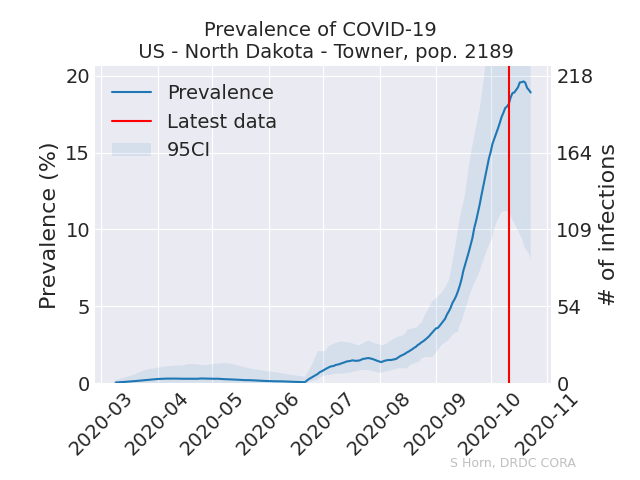 Prevalence of COVID-19
US - North Dakota - Towner, pop. 2189
Prevalence
Latest data
95CI
Prevalence (%)
20
15
10
5
0
218
164
109
54
0
# of infections
2020-03
2020-04
2020-05
2020-06
2020-07
2020-08
2020-09
2020-10
2020-11
S Horn, DRDC CORA